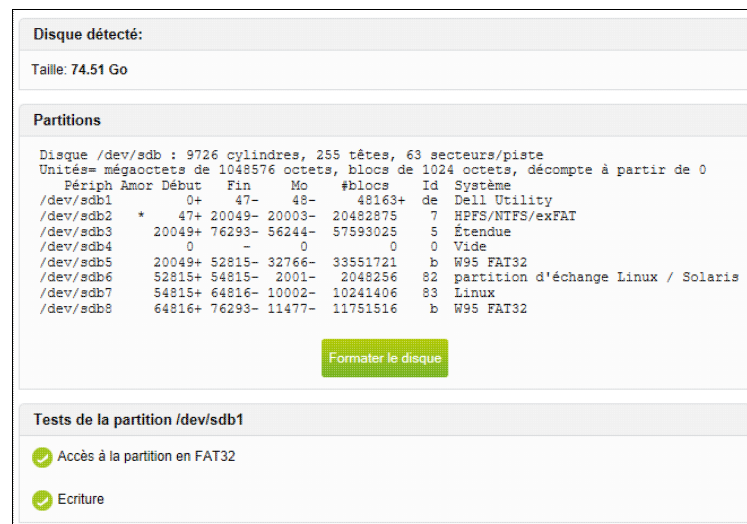 Disque détecté:
Taille: 74.51 Go
Partitions
Disque /dev/sdb : 9726 cylindres, 255 têtes, 63 secteurs/piste
Unités= mégaoctets de 1048576 octets, blocs de 1024 octets, décompte à partir de 0
Périph Amor Début Fin Mo #blocs Id Système
/dev/sdb1 0+ 47- 48- 48163+ de Dell Utility
/dev/sdb2 * 47+ 20049- 20003- 20482875 7 HPFS/NTFS/exFAT
/dev/sdb3 20049+ 76293- 56244- 57593025 5 Étendue
/dev/sdb4 0 - 0 0 0 Vide
/dev/sdb5 20049+ 52815- 32766- 33551721 b W95 FAT32
/dev/sdb6 52815+ 54815- 2001- 2048256 82 partition d'échange Linux / Solaris
/dev/sdb7 54815+ 64816- 10002- 10241406 83 Linux
/dev/sdb8 64816+ 76293- 11477- 11751516 b W95 FAT32
Formater le disque
Tests de la partition /dev/sdb1
Accès à la partition en FAT32
Ecriture